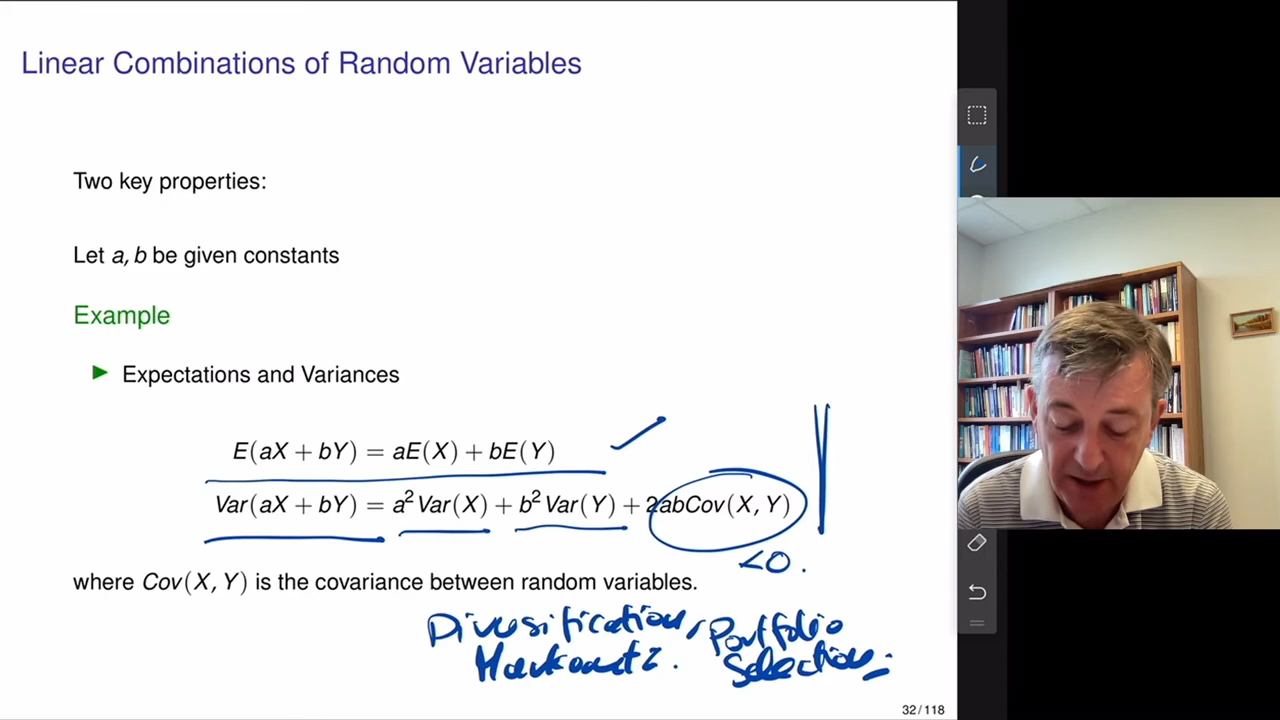 Linear Combinations of Random Variables
Two key properties:
Let a, b be given constants
Example
▶ Expectations and Variances
E(aX + bY) = aE(X) + bE(Y)
Var(aX + bY) = a² Var(X) + b² Var(Y) + 2abCov(X, Y)
<0.
where Cov(X, Y) is the covariance between random variables.
Diversification, Portfolio
Markowitz. Selection.
32 / 118